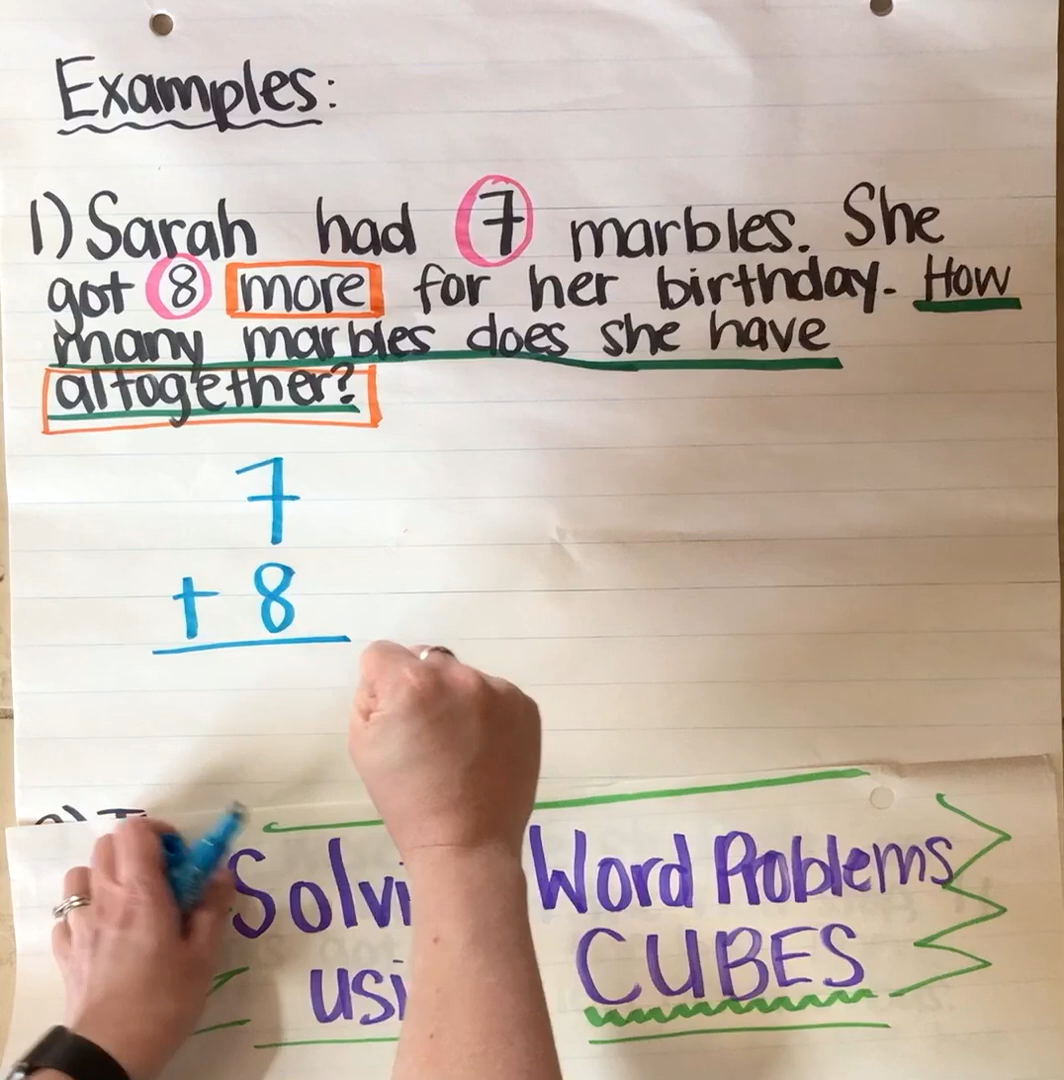 Examples:
1) Sarah had 7 marbles. She
got 8 more for her birthday. How
many marbles does she have
altogether?
7
+ 8
Word Problems
CUBES